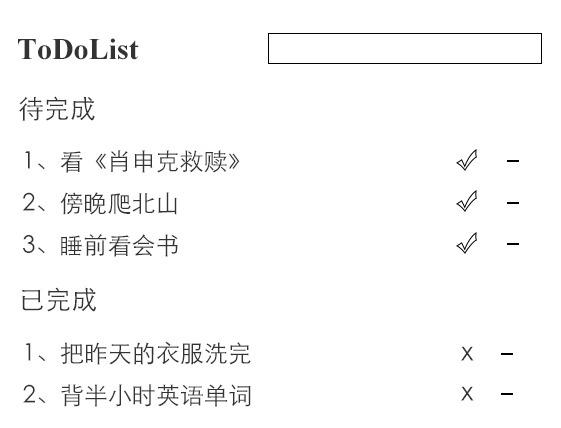 ToDoList
待完成
1、看《肖申克救赎》 ✓ −
2、傍晚爬北山 ✓ −
3、睡前看会书 ✓ −
已完成
1、把昨天的衣服洗完 x −
2、背半小时英语单词 x −